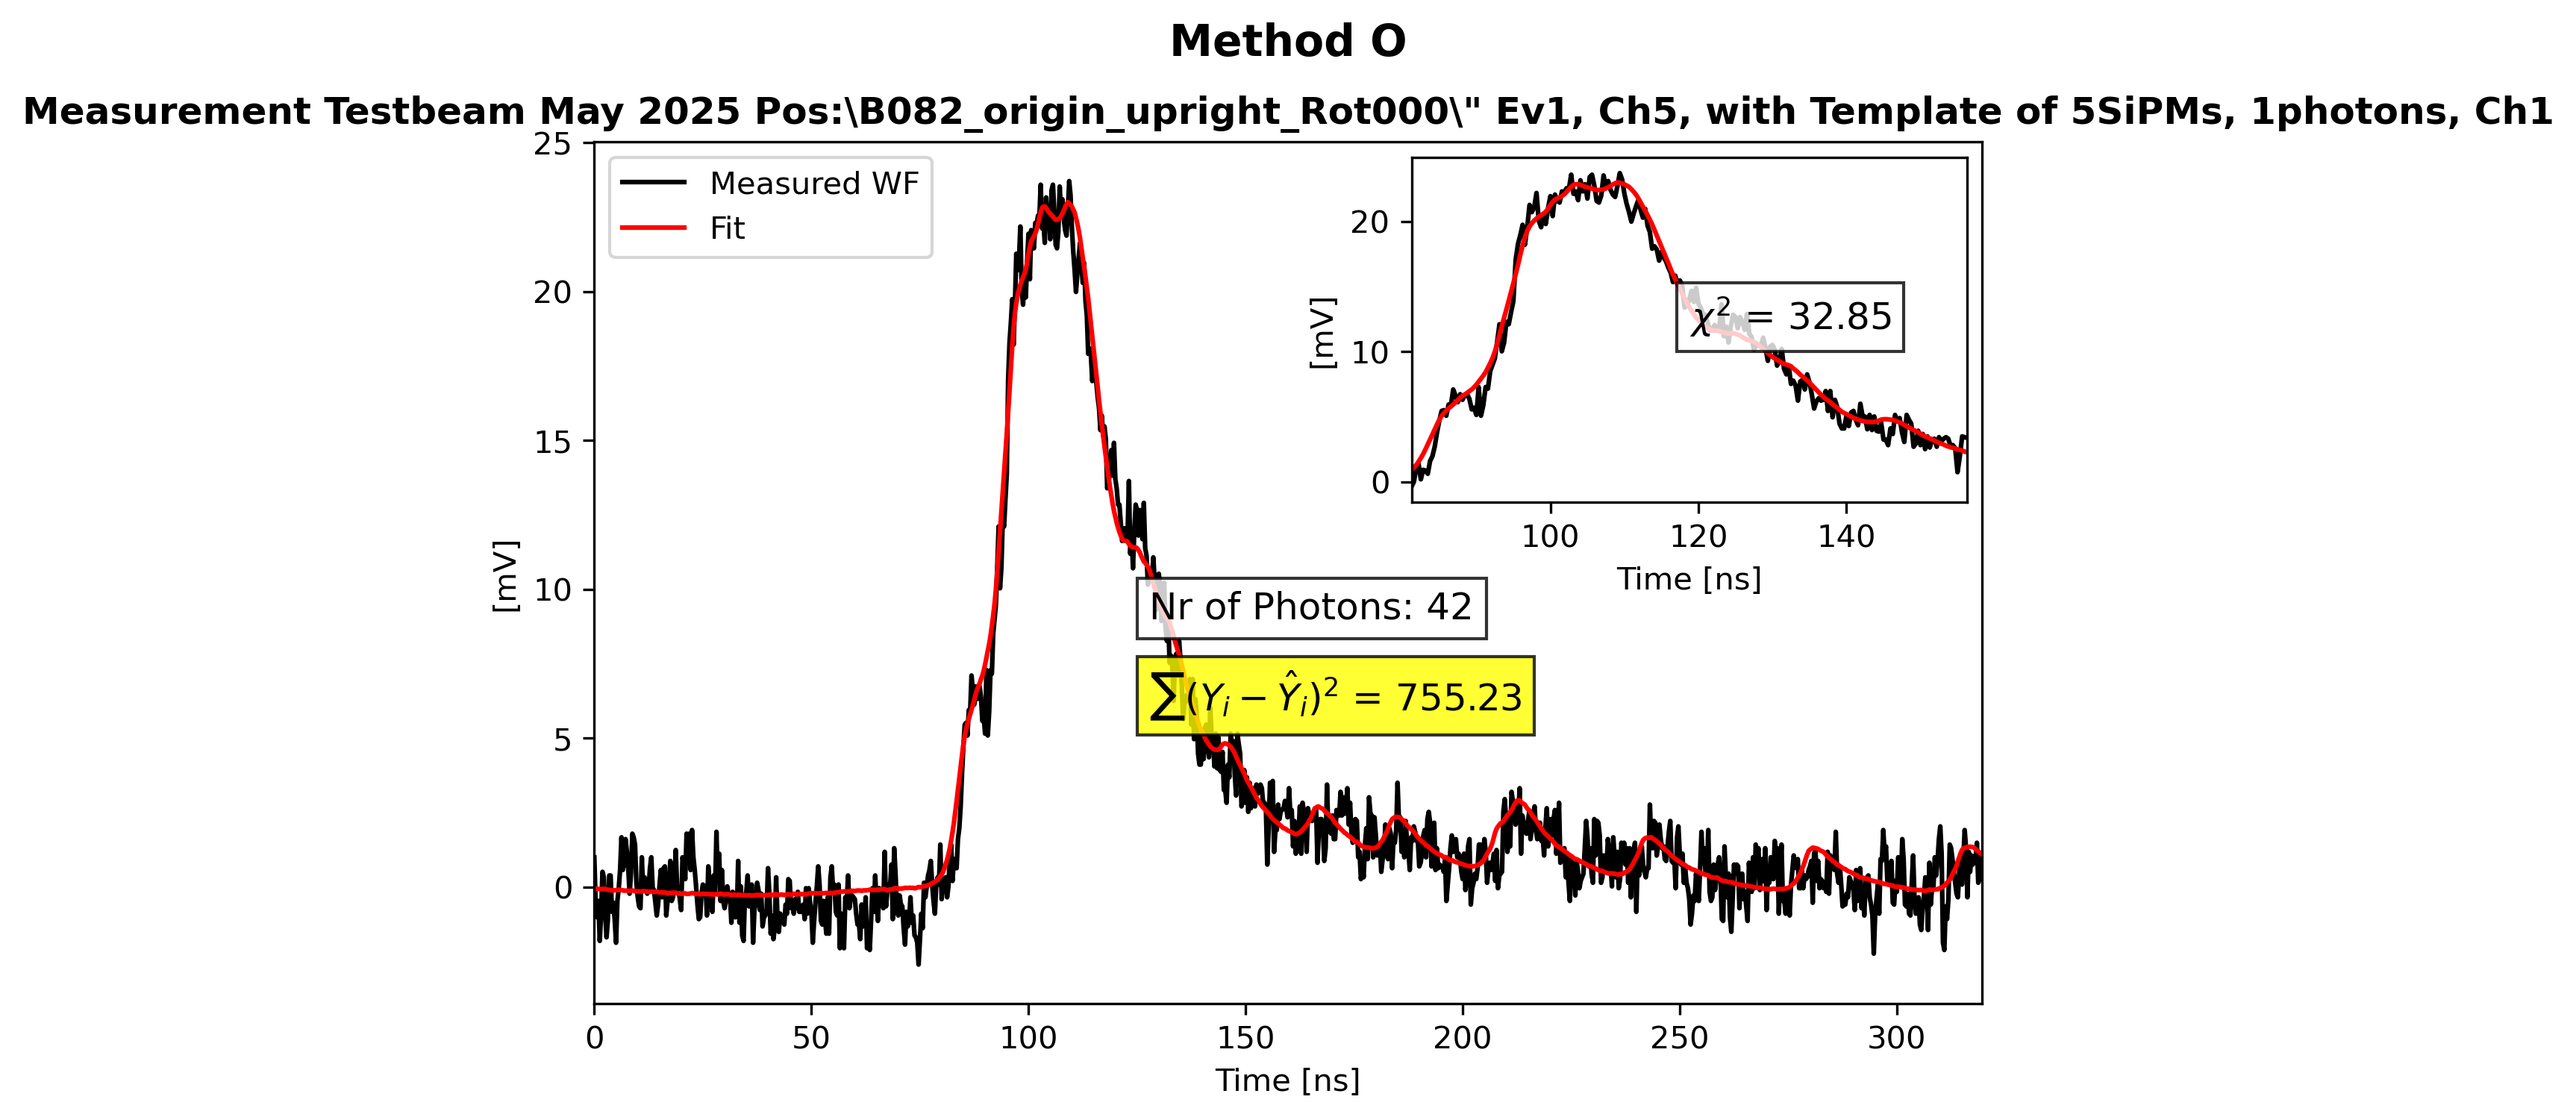 Method O
Measurement Testbeam May 2025 Pos:\B082_origin_upright_Rot000\" Ev1, Ch5, with Template of 5SiPMs, 1photons, Ch1
Measured WF
Fit
25
20
15
10
5
0
[mV]
0 50 100 150 200 250 300
Time [ns]
20
10
0
[mV]
100 120 140
Time [ns]
χ² = 32.85
Nr of Photons: 42
∑(Yᵢ − Ŷᵢ)² = 755.23